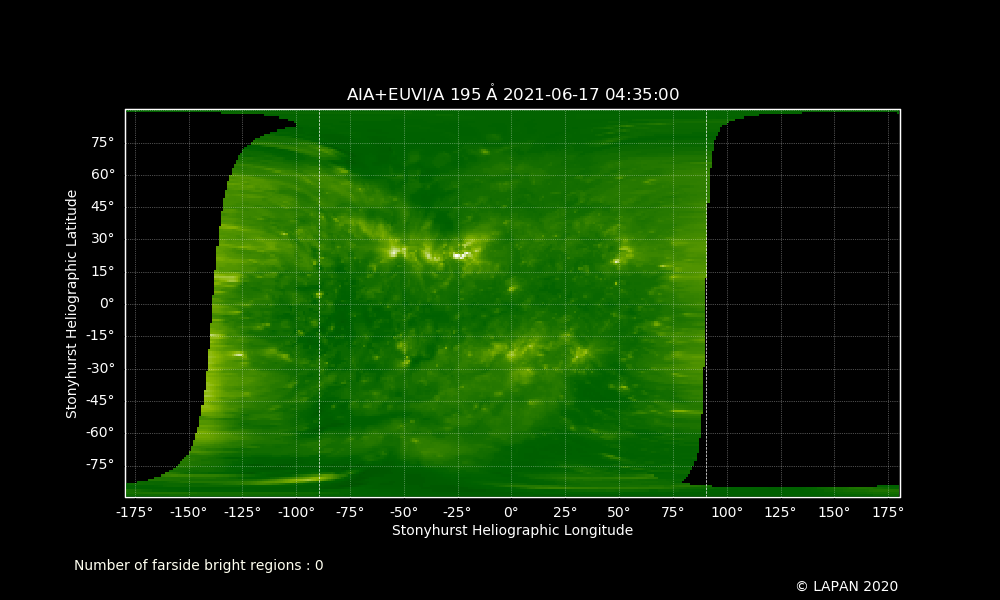 AIA+EUVI/A 195 Å 2021-06-17 04:35:00
Stonyhurst Heliographic Latitude
75°
60°
45°
30°
15°
0°
-15°
-30°
-45°
-60°
-75°
-175° -150° -125° -100° -75° -50° -25° 0° 25° 50° 75° 100° 125° 150° 175°
Stonyhurst Heliographic Longitude
Number of farside bright regions : 0
© LAPAN 2020